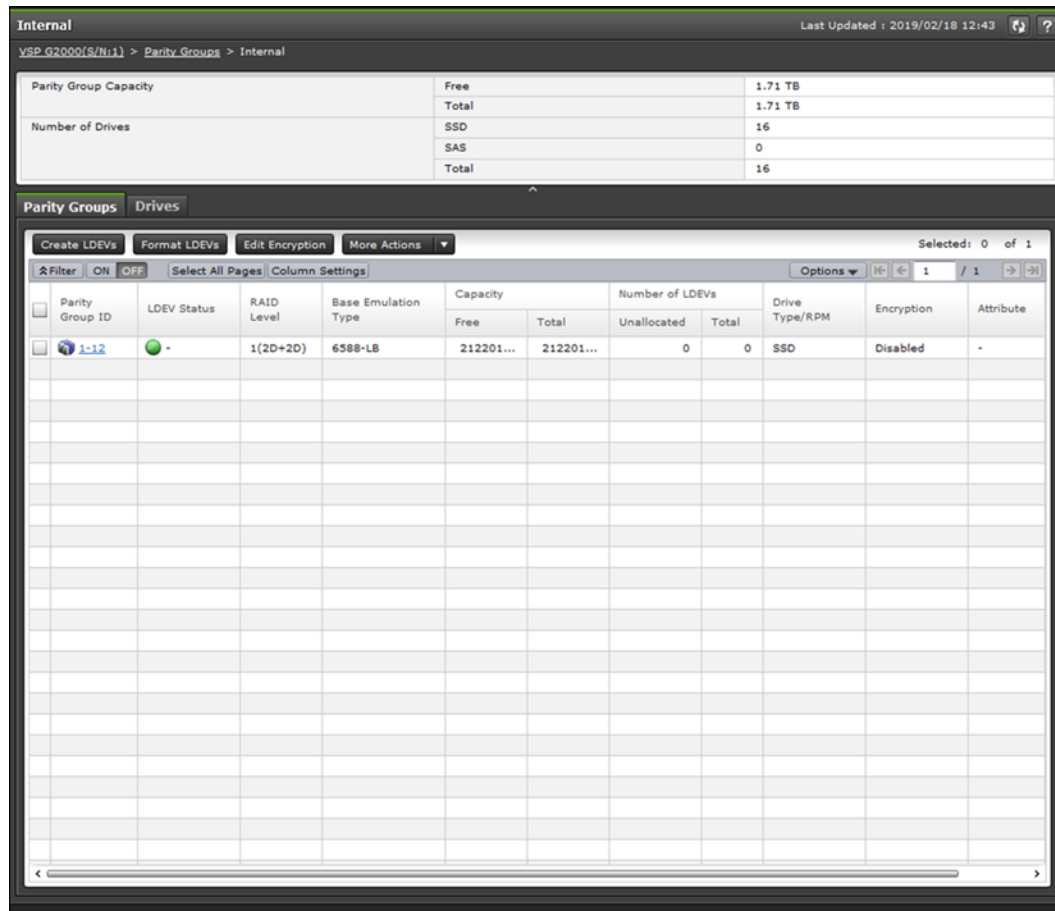 Internal Last Updated : 2019/02/18 12:43 ?
VSP G2000(S/N:1) > Parity Groups > Internal
Parity Group Capacity Free 1.71 TB
Total 1.71 TB
Number of Drives SSD 16
SAS 0
Total 16
Parity Groups Drives
Create LDEVs Format LDEVs Edit Encryption More Actions Selected: 0 of 1
Filter ON OFF Select All Pages Column Settings Options 1 / 1
Parity Group ID LDEV Status RAID Level Base Emulation Type Capacity Number of LDEVs Drive Type/RPM Encryption Attribute
Free Total Unallocated Total
1-12 - 1(2D+2D) 6588-LB 212201... 212201... 0 0 SSD Disabled -